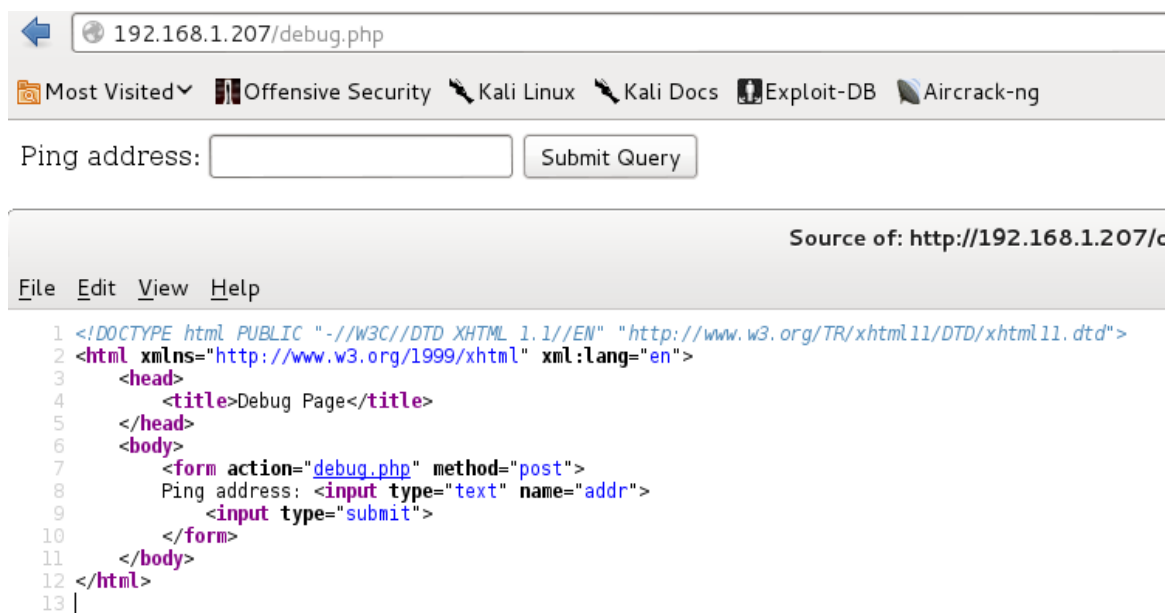 192.168.1.207/debug.php
Most Visited Offensive Security Kali Linux Kali Docs Exploit-DB Aircrack-ng
Ping address: Submit Query
Source of: http://192.168.1.207/
File Edit View Help
1 <!DOCTYPE html PUBLIC "-//W3C//DTD XHTML 1.1//EN" "http://www.w3.org/TR/xhtml11/DTD/xhtml11.dtd">
2 <html xmlns="http://www.w3.org/1999/xhtml" xml:lang="en">
3     <head>
4         <title>Debug Page</title>
5     </head>
6     <body>
7         <form action="debug.php" method="post">
8         Ping address: <input type="text" name="addr">
9             <input type="submit">
10         </form>
11     </body>
12 </html>
13